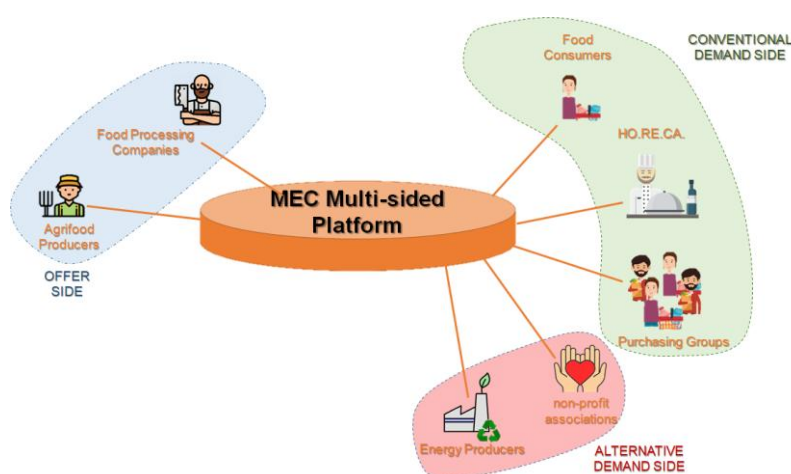 Food
Consumers
CONVENTIONAL
DEMAND SIDE
Food Processing
Companies
HO.RE.CA.
MEC Multi-sided
Platform
Agrifood
Producers
OFFER
SIDE
Purchasing Groups
non-profit
associations
Energy Producers
ALTERNATIVE
DEMAND SIDE